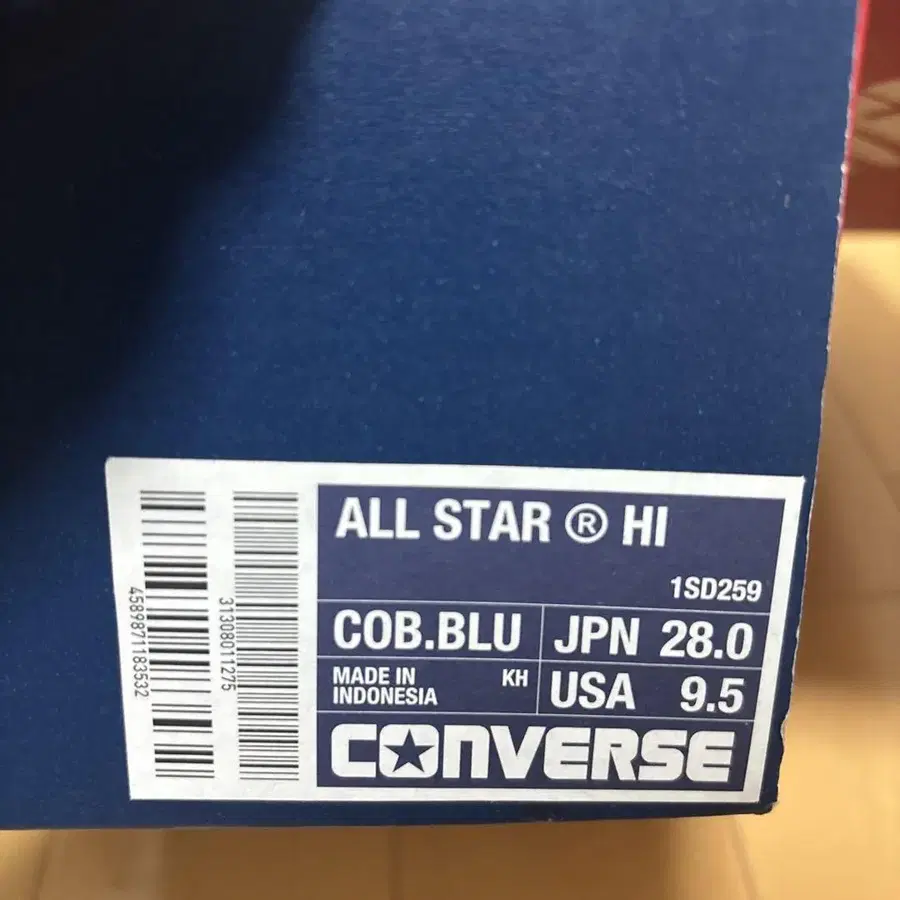 ALL STAR ® HI
1SD259
COB.BLU
JPN 28.0
MADE IN
INDONESIA
KH
USA 9.5
CONVERSE
4589871183532
31308011275